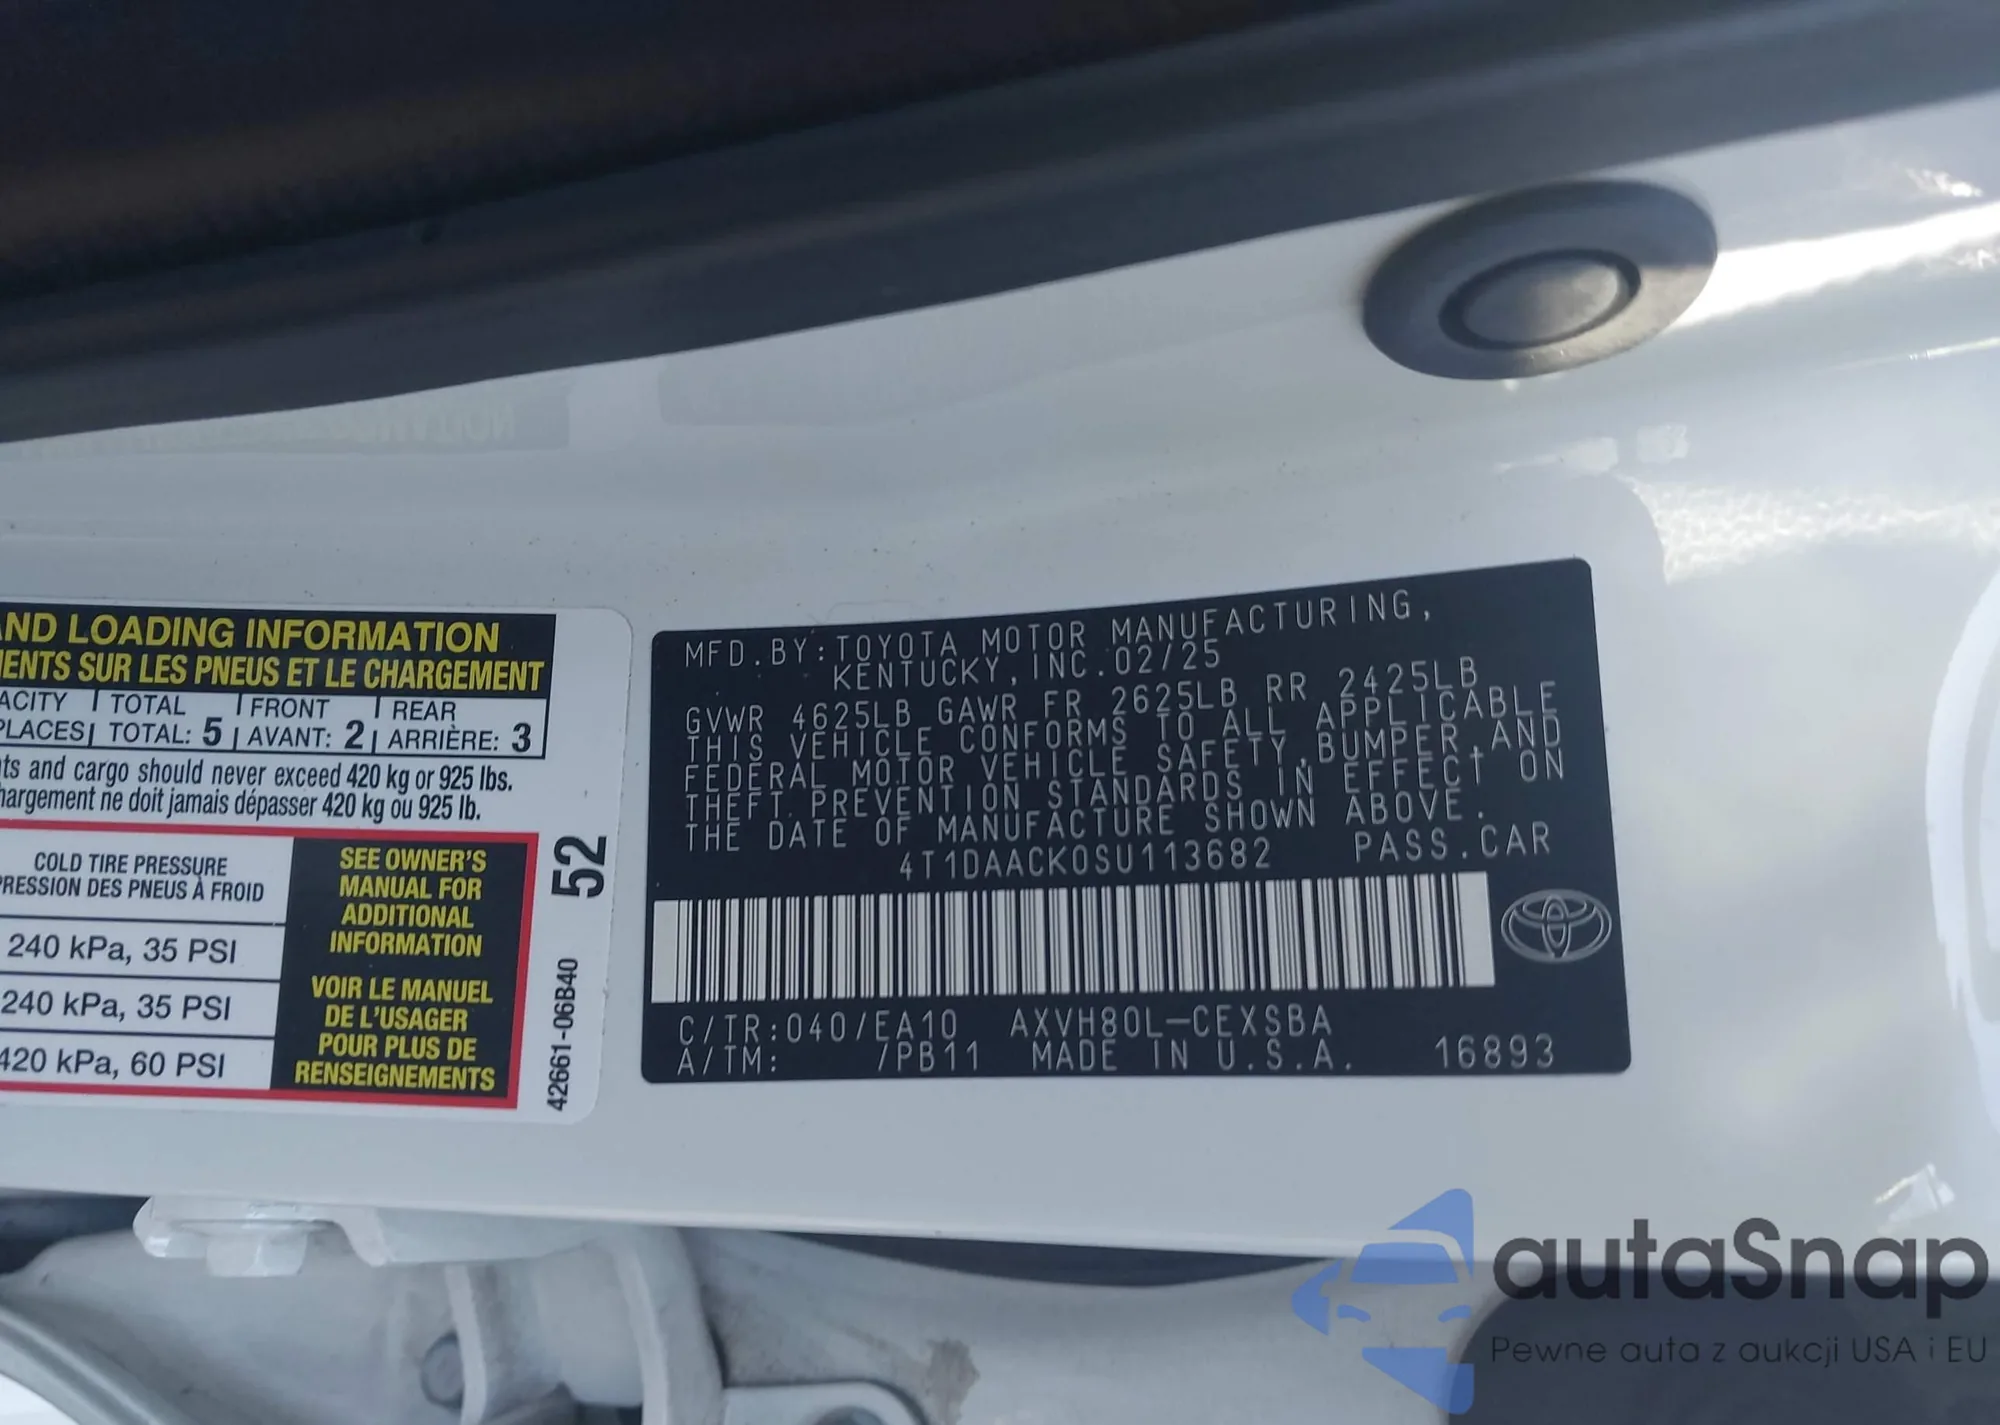 AND LOADING INFORMATION
MENTS SUR LES PNEUS ET LE CHARGEMENT
ACITY TOTAL FRONT REAR
PLACES TOTAL: 5 AVANT: 2 ARRIÈRE: 3
ts and cargo should never exceed 420 kg or 925 lbs.
hargement ne doit jamais dépasser 420 kg ou 925 lb.
COLD TIRE PRESSURE
PRESSION DES PNEUS À FROID
240 kPa, 35 PSI
240 kPa, 35 PSI
420 kPa, 60 PSI
SEE OWNER'S
MANUAL FOR
ADDITIONAL
INFORMATION
VOIR LE MANUEL
DE L'USAGER
POUR PLUS DE
RENSEIGNEMENTS
52
42661-06B40
MFD.BY:TOYOTA MOTOR MANUFACTURING,
KENTUCKY,INC.02/25
GVWR 4625LB GAWR FR 2625LB RR 2425LB
THIS VEHICLE CONFORMS TO ALL APPLICABLE
FEDERAL MOTOR VEHICLE SAFETY,BUMPER,AND
THEFT PREVENTION STANDARDS IN EFFECT ON
THE DATE OF MANUFACTURE SHOWN ABOVE.
4T1DAACK0SU113682 PASS.CAR
C/TR:040/EA10 AXVH80L-CEXSBA
A/TM: /PB11 MADE IN U.S.A. 16893
autaSnap
Pewne auta z aukcji USA i EU